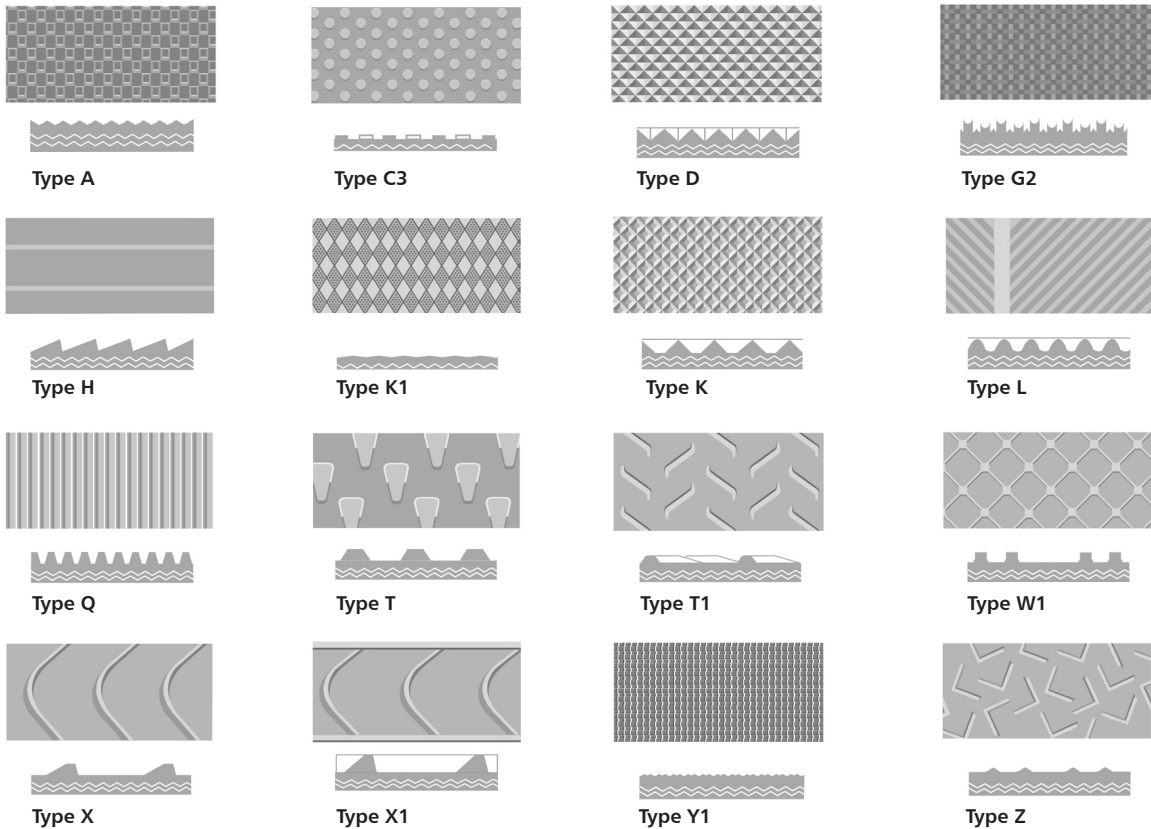 Type A
Type C3
Type D
Type G2
Type H
Type K1
Type K
Type L
Type Q
Type T
Type T1
Type W1
Type X
Type X1
Type Y1
Type Z